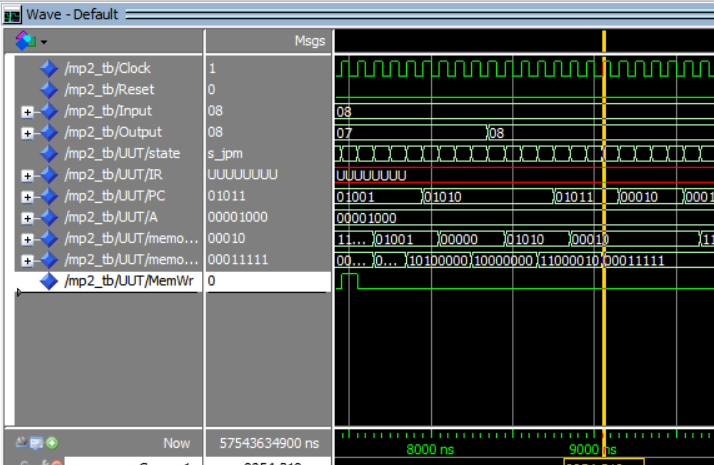 Wave - Default
Msgs
/mp2_tb/Clock 1
/mp2_tb/Reset 0
/mp2_tb/Input 08 08
/mp2_tb/Output 08 07 08
/mp2_tb/UUT/state s_jpm
/mp2_tb/UUT/IR UUUUUUUU UUUUUUUU
/mp2_tb/UUT/PC 01011 01001 01010 01011 00010 0001
/mp2_tb/UUT/A 00001000 00001000
/mp2_tb/UUT/memo... 00010 11... 01001 00000 01010 00010 11
/mp2_tb/UUT/memo... 00011111 00... 0... 10100000 10000000 11000010 00011111
/mp2_tb/UUT/MemWr 0
Now 57543634900 ns 8000 ns 9000 ns